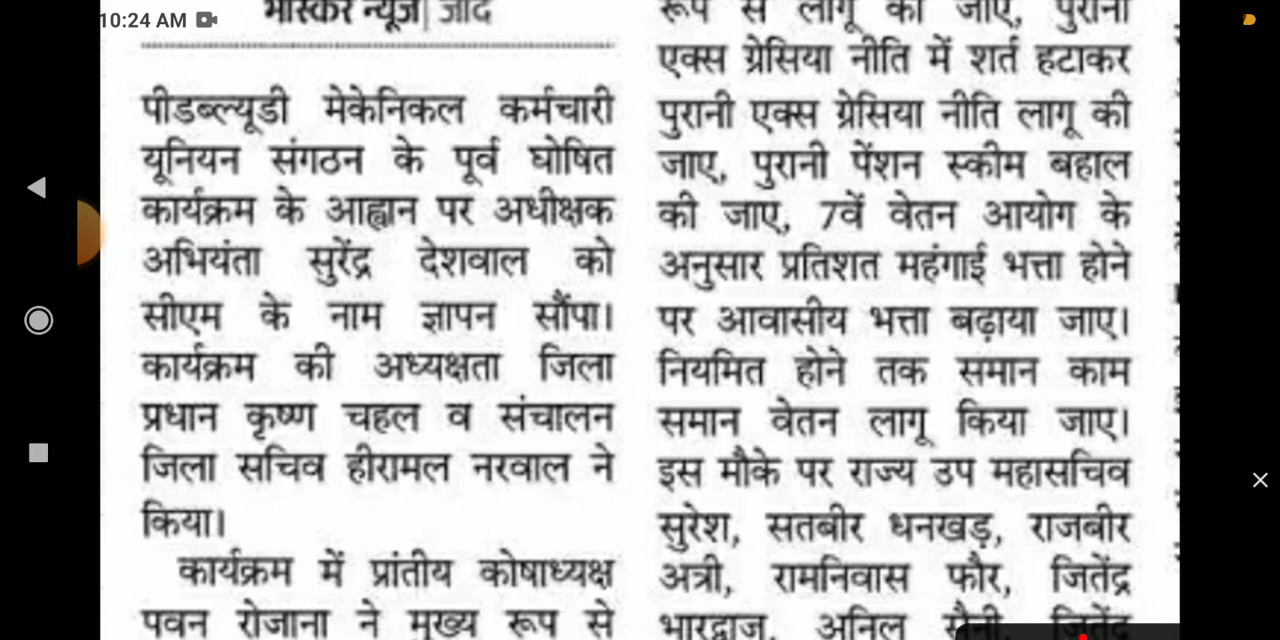 10:24 AM
भास्कर न्यूज | जींद
पीडब्ल्यूडी मेकेनिकल कर्मचारी
यूनियन संगठन के पूर्व घोषित
कार्यक्रम के आह्वान पर अधीक्षक
अभियंता सुरेंद्र देशवाल को
सीएम के नाम ज्ञापन सौंपा।
कार्यक्रम की अध्यक्षता जिला
प्रधान कृष्ण चहल व संचालन
जिला सचिव हीरामल नरवाल ने
किया।
कार्यक्रम में प्रांतीय कोषाध्यक्ष
पवन रोजाना ने मुख्य रूप से
रूप से लागू की जाए, पुरानी
एक्स ग्रेसिया नीति में शर्त हटाकर
पुरानी एक्स ग्रेसिया नीति लागू की
जाए, पुरानी पेंशन स्कीम बहाल
की जाए, 7वें वेतन आयोग के
अनुसार प्रतिशत महंगाई भत्ता होने
पर आवासीय भत्ता बढ़ाया जाए।
नियमित होने तक समान काम
समान वेतन लागू किया जाए।
इस मौके पर राज्य उप महासचिव
सुरेश, सतबीर धनखड़, राजबीर
अत्री, रामनिवास फौर, जितेंद्र
भारद्वाज, अनिल सैनी, जितेंद्र